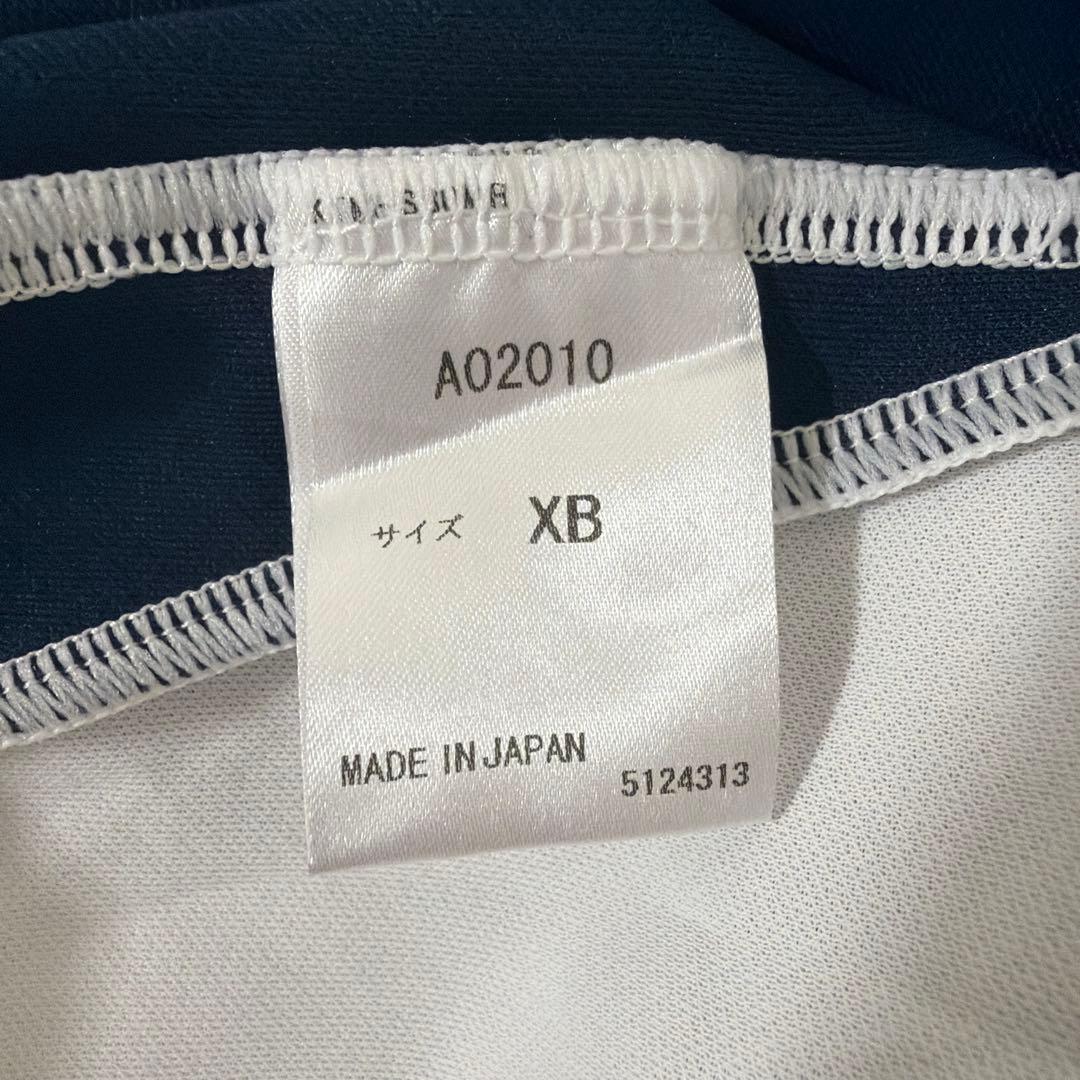 A02010
サイズ XB
MADE IN JAPAN
5124313